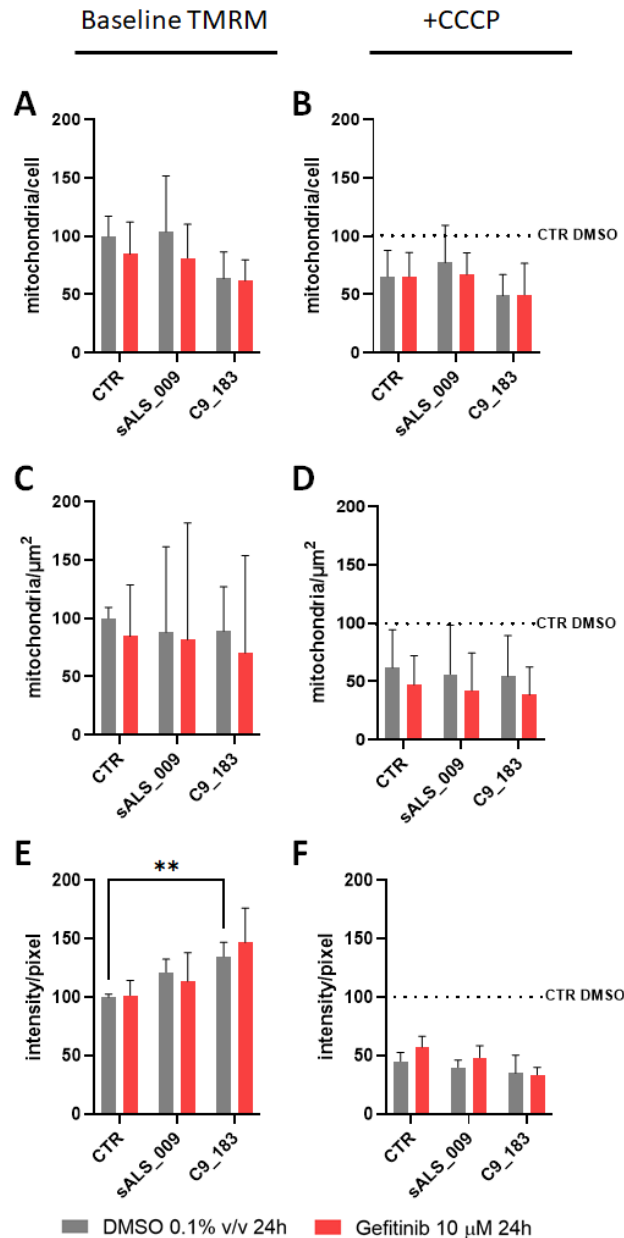 Baseline TMRM
+CCCP
A
mitochondria/cell
200
150
100
50
0
CTR
sALS_009
C9_183
B
mitochondria/cell
200
150
100
50
0
CTR DMSO
CTR
sALS_009
C9_183
C
mitochondria/µm²
200
150
100
50
0
CTR
sALS_009
C9_183
D
mitochondria/µm²
200
150
100
50
0
CTR DMSO
CTR
sALS_009
C9_183
E
intensity/pixel
200
150
100
50
0
**
CTR
sALS_009
C9_183
F
intensity/pixel
200
150
100
50
0
CTR DMSO
CTR
sALS_009
C9_183
DMSO 0.1% v/v 24h
Gefitinib 10 µM 24h